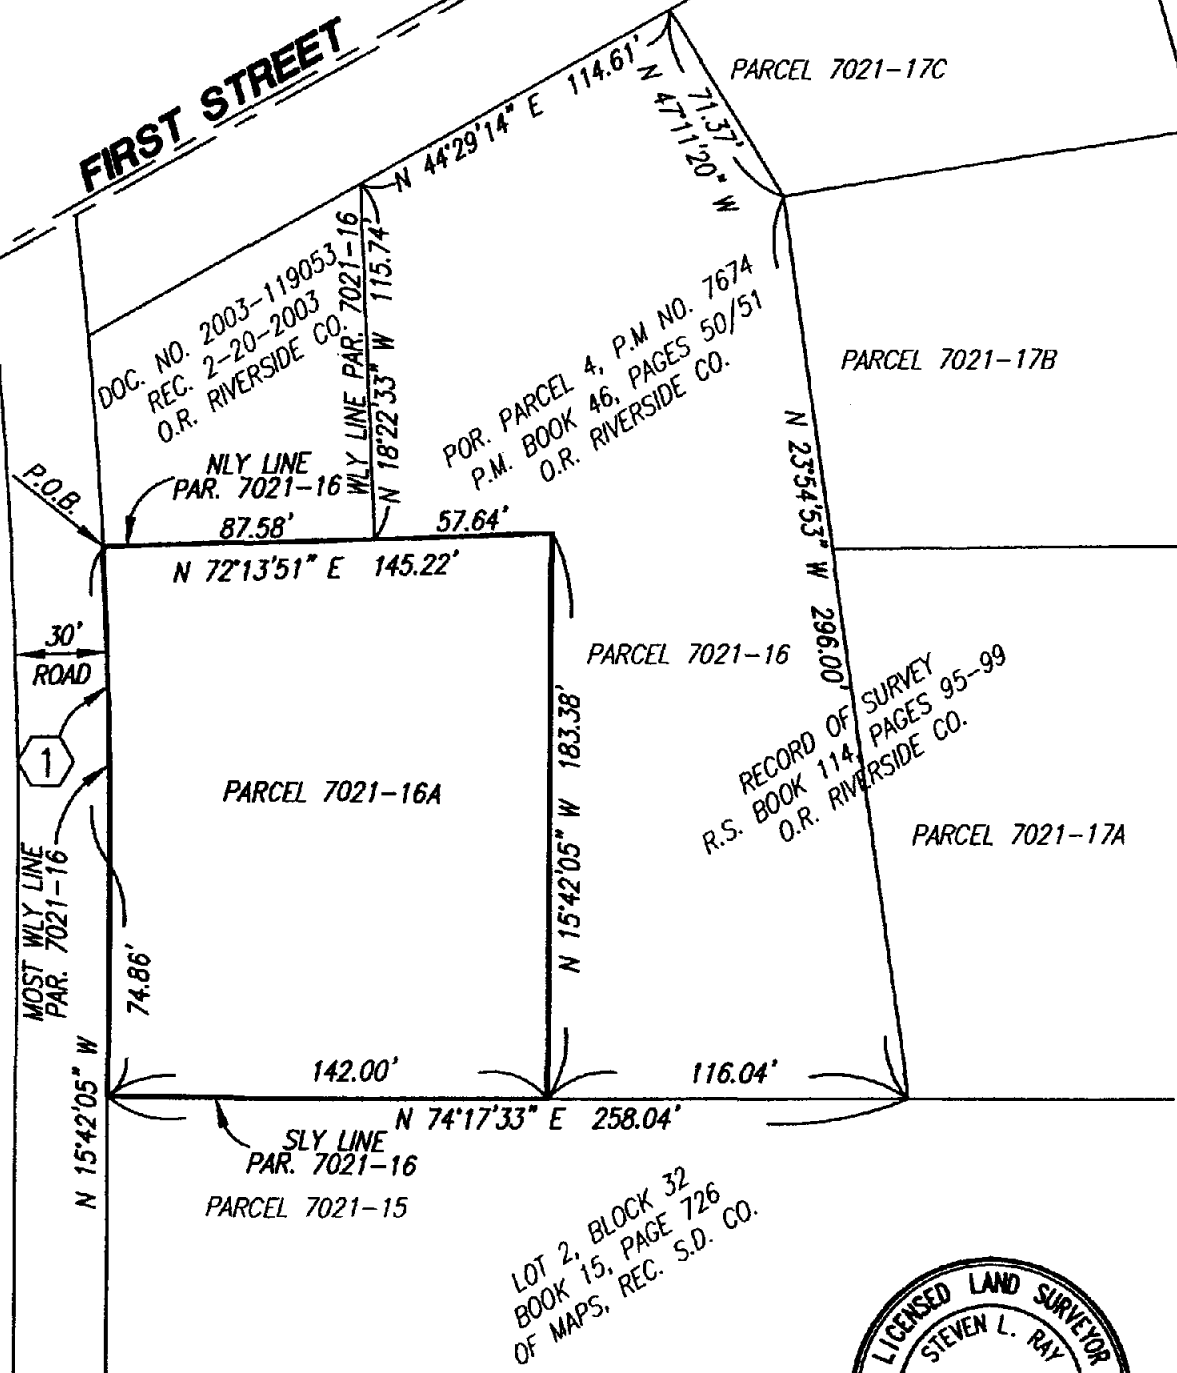 FIRST STREET
N 44°29'14" E 114.61'
N 47°11'20" W
71.37'
PARCEL 7021-17C
DOC. NO. 2003-119053
REC. 2-20-2003
O.R. RIVERSIDE CO.
WLY LINE PAR. 7021-16
N 18°22'33" W 115.74'
POR. PARCEL 4, P.M NO. 7674
P.M. BOOK 46, PAGES 50/51
O.R. RIVERSIDE CO.
PARCEL 7021-17B
N 23°54'53" W 296.00'
P.O.B.
NLY LINE
PAR. 7021-16
87.58'
57.64'
N 72°13'51" E 145.22'
30'
ROAD
1
PARCEL 7021-16
RECORD OF SURVEY
R.S. BOOK 114, PAGES 95-99
O.R. RIVERSIDE CO.
PARCEL 7021-16A
N 15°42'05" W 183.38'
PARCEL 7021-17A
MOST WLY LINE
PAR. 7021-16
74.86'
N 15°42'05" W
142.00'
116.04'
N 74°17'33" E 258.04'
SLY LINE
PAR. 7021-16
PARCEL 7021-15
LOT 2, BLOCK 32
BOOK 15, PAGE 726
OF MAPS, REC. S.D. CO.
LICENSED LAND SURVEYOR
STEVEN L. RAY